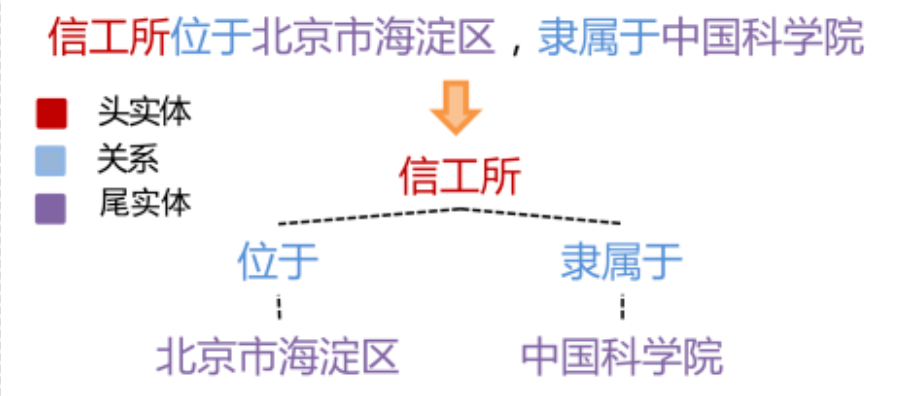 信工所位于北京市海淀区，隶属于中国科学院
头实体
关系
尾实体
信工所
位于 隶属于
北京市海淀区 中国科学院